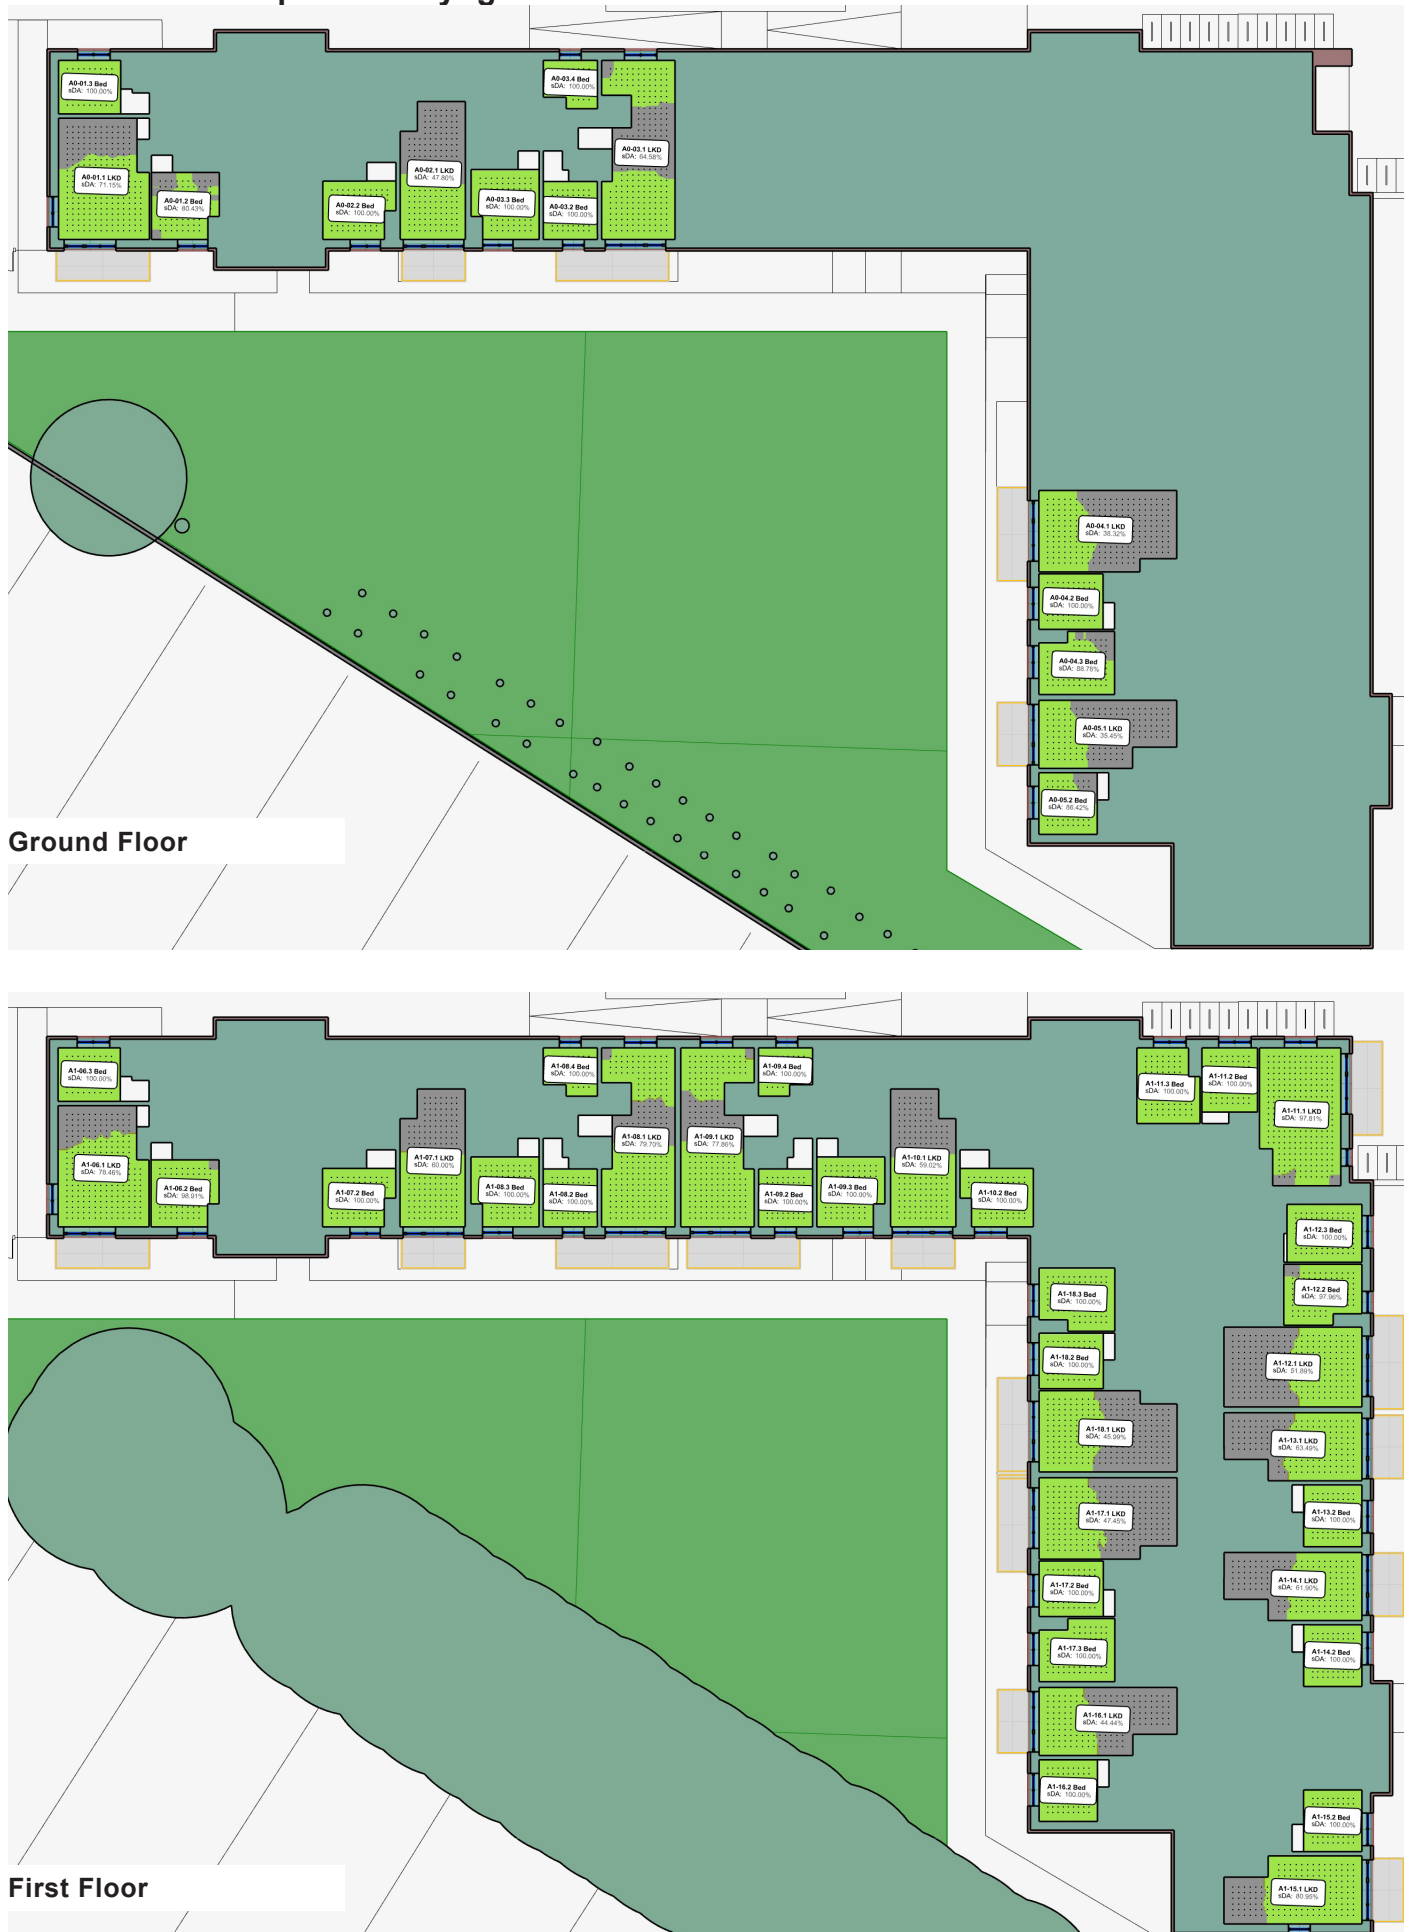 A0-01.3 Bed
sDA: 100.00%
A0-03.4 Bed
sDA: 100.00%
A0-03.1 LKD
sDA: 64.58%
A0-01.1 LKD
sDA: 71.15%
A0-01.2 Bed
sDA: 80.43%
A0-02.1 LKD
sDA: 47.80%
A0-02.2 Bed
sDA: 100.00%
A0-03.3 Bed
sDA: 100.00%
A0-03.2 Bed
sDA: 100.00%
A0-04.1 LKD
sDA: 38.32%
A0-04.2 Bed
sDA: 100.00%
A0-04.3 Bed
sDA: 88.78%
A0-05.1 LKD
sDA: 35.45%
A0-05.2 Bed
sDA: 86.42%
Ground Floor
A1-06.3 Bed
sDA: 100.00%
A1-08.4 Bed
sDA: 100.00%
A1-09.4 Bed
sDA: 100.00%
A1-11.3 Bed
sDA: 100.00%
A1-11.2 Bed
sDA: 100.00%
A1-11.1 LKD
sDA: 97.81%
A1-08.1 LKD
sDA: 79.70%
A1-09.1 LKD
sDA: 77.86%
A1-06.1 LKD
sDA: 78.46%
A1-06.2 Bed
sDA: 98.91%
A1-07.1 LKD
sDA: 60.00%
A1-10.1 LKD
sDA: 59.02%
A1-07.2 Bed
sDA: 100.00%
A1-08.3 Bed
sDA: 100.00%
A1-08.2 Bed
sDA: 100.00%
A1-09.2 Bed
sDA: 100.00%
A1-09.3 Bed
sDA: 100.00%
A1-10.2 Bed
sDA: 100.00%
A1-12.3 Bed
sDA: 100.00%
A1-18.3 Bed
sDA: 100.00%
A1-12.2 Bed
sDA: 97.96%
A1-18.2 Bed
sDA: 100.00%
A1-12.1 LKD
sDA: 51.89%
A1-18.1 LKD
sDA: 45.99%
A1-13.1 LKD
sDA: 63.49%
A1-17.1 LKD
sDA: 47.45%
A1-13.2 Bed
sDA: 100.00%
A1-17.2 Bed
sDA: 100.00%
A1-14.1 LKD
sDA: 61.90%
A1-17.3 Bed
sDA: 100.00%
A1-14.2 Bed
sDA: 100.00%
A1-16.1 LKD
sDA: 44.44%
A1-16.2 Bed
sDA: 100.00%
A1-15.2 Bed
sDA: 100.00%
First Floor
A1-15.1 LKD
sDA: 80.95%